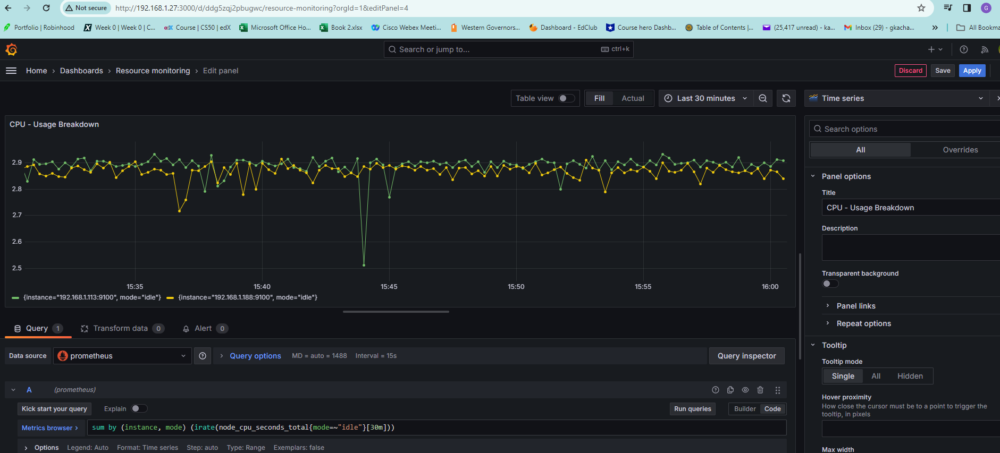 Not secure http://192.168.1.27:3000/d/ddg5zqj2pbugwc/resource-monitoring?orgId=1&editPanel=4 G
Portfolio | Robinhood X Week 0 | Week 0 | C... edX Course | CS50 | edX Microsoft Office Ho... Book 2.xlsx Cisco Webex Meeti... Western Governors... Dashboard - EdClub Course hero Dashb... Table of Contents |... (25,417 unread) - ka... Inbox (29) - gkacha... » All Bookma
Search or jump to... ctrl+k
Home › Dashboards › Resource monitoring › Edit panel Discard Save Apply
Table view Fill Actual Last 30 minutes Time series
CPU - Usage Breakdown
Search options
All Overrides
2.9
2.8
2.7
2.6
2.5
15:35 15:40 15:45 15:50 15:55 16:00
{instance="192.168.1.113:9100", mode="idle"} {instance="192.168.1.188:9100", mode="idle"}
Panel options
Title
CPU - Usage Breakdown
Description
Transparent background
Panel links
Repeat options
Query 1 Transform data 0 Alert 0
Data source prometheus Query options MD = auto = 1488 Interval = 15s Query inspector
A (prometheus)
Kick start your query Explain Run queries Builder Code
Metrics browser › sum by (instance, mode) (irate(node_cpu_seconds_total{mode=~"idle"}[30m]))
Options Legend: Auto Format: Time series Step: auto Type: Range Exemplars: false
Tooltip
Tooltip mode
Single All Hidden
Hover proximity
How close the cursor must be to a point to trigger the
tooltip, in pixels
Max width